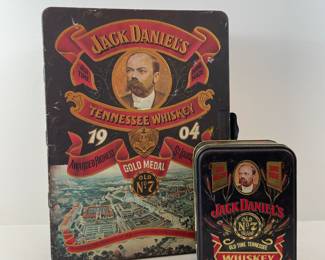 JACK DANIEL'S
TENNESSEE WHISKEY
19 04
GOLD MEDAL
OLD
No 7
JACK DANIEL'S
OLD
No 7
OLD TIME TENNESSEE
WHISKEY